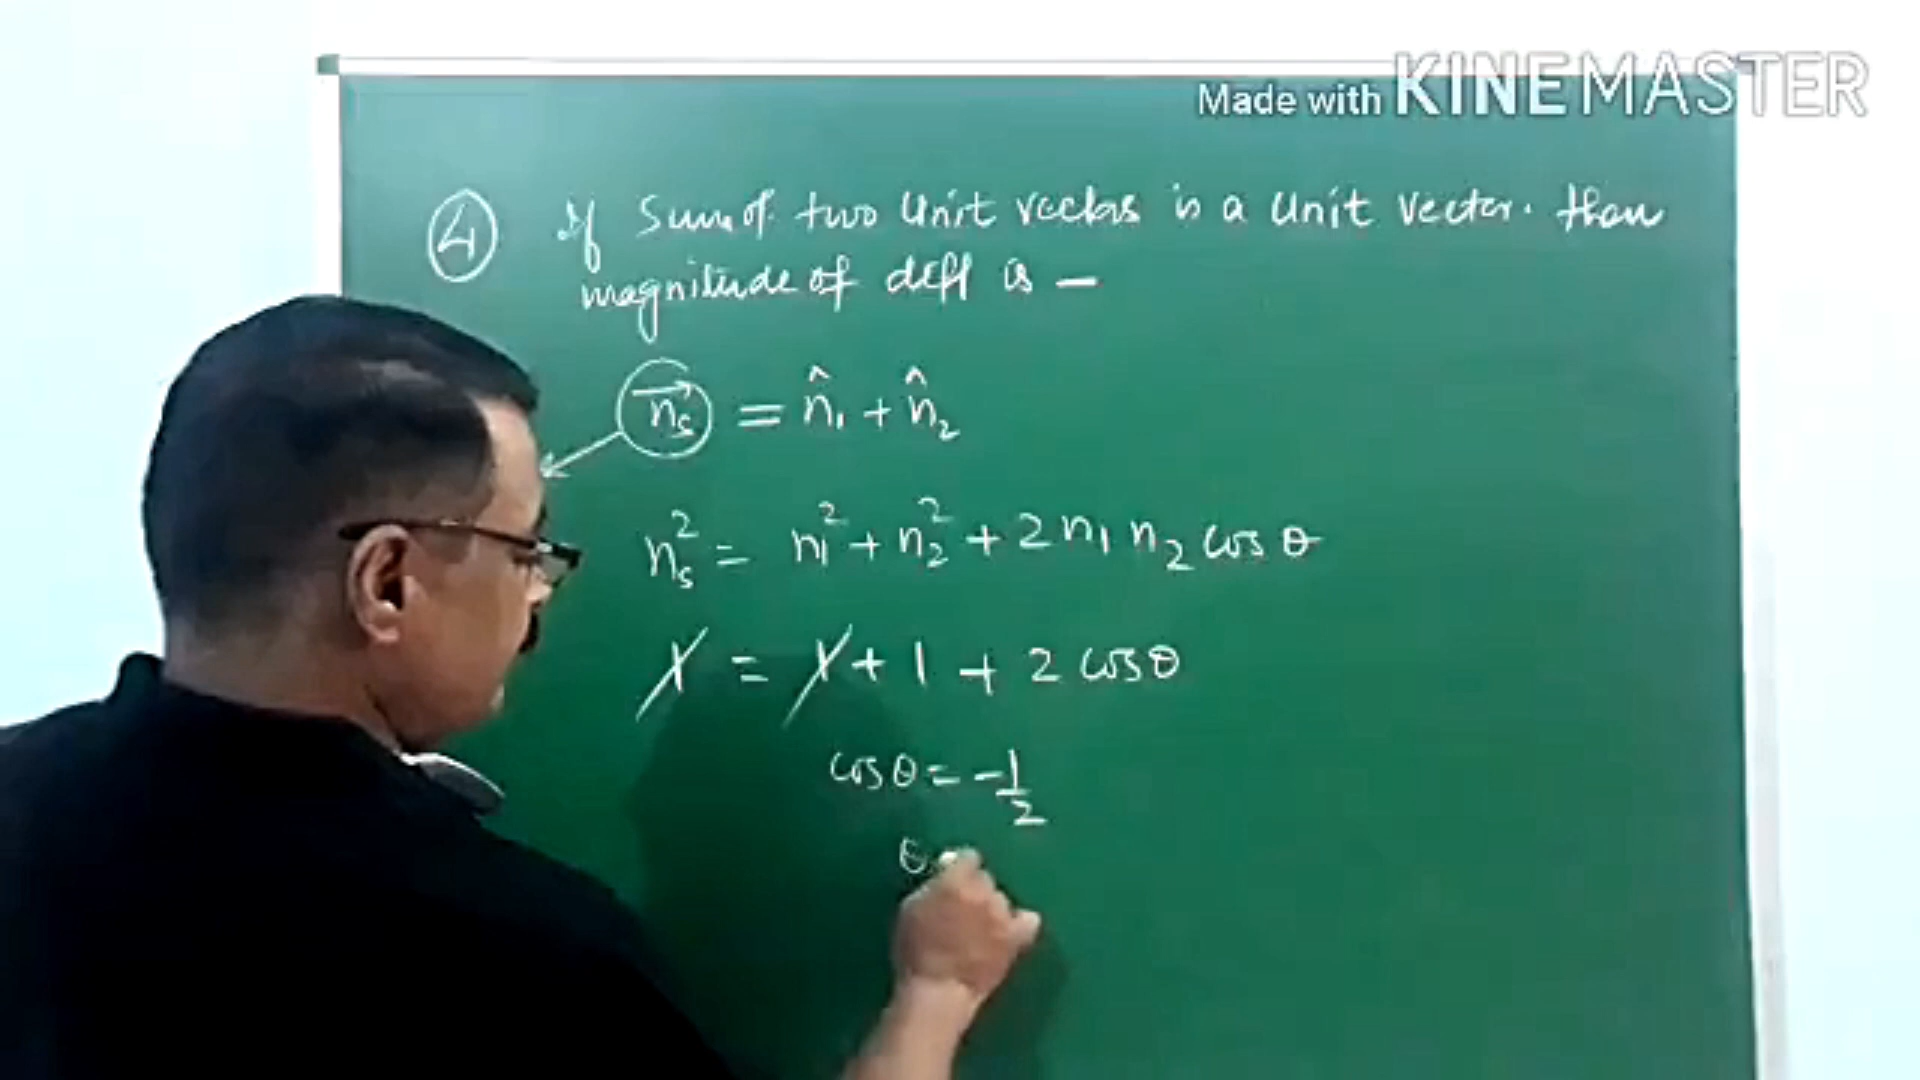 Made with KINEMASTER
④ If Sum of two Unit vectors is a Unit Vector. then
magnitude of diff is —
n⃗ₛ = n̂₁ + n̂₂
nₛ² = n₁² + n₂² + 2 n₁ n₂ cos θ
1 = 1 + 1 + 2 cos θ
cos θ = -1/2
θ